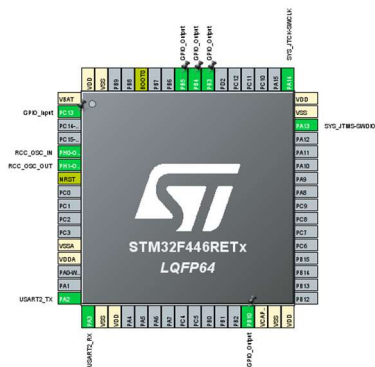 GPIO_Output
GPIO_Output
GPIO_Output
SYS_JTCK-SWCLK
VDD
VSS
PB9
PB8
BOOT0
PB7
PB6
PB5
PB4
PB3
PD2
PC12
PC11
PC10
PA15
PA14
VBAT
GPIO_Input
PC13
PC14-..
PC15-..
RCC_OSC_IN
PH0-O..
RCC_OSC_OUT
PH1-O..
NRST
PC0
PC1
PC2
PC3
VSSA
VDDA
PA0-W..
PA1
USART2_TX
PA2
VDD
VSS
PA13
SYS_JTMS-SWDIO
PA12
PA11
PA10
PA9
PA8
PC9
PC8
PC7
PC6
PB15
PB14
PB13
PB12
ST
STM32F446RETx
LQFP64
PA3
VSS
VDD
PA4
PA5
PA6
PA7
PC4
PC5
PB0
PB1
PB2
PB10
VCAP..
VSS
VDD
USART2_RX
GPIO_Output